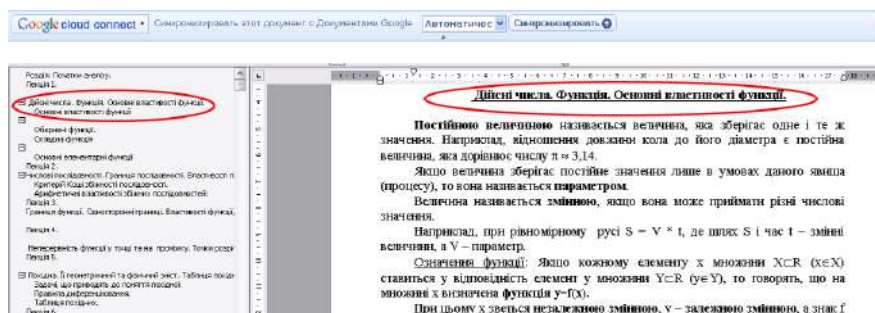 Google cloud connect
Синхронизировать этот документ с Документами Google
Автоматичес
Синхронизировать
Розділ: Початки аналізу.
Лекція 1.
Дійсні числа. Функція. Основні властивості функції.
Основні властивості функції
Обернені функції.
Складна функція
Основні елементарні функції
Лекція 2.
Числові послідовності. Границя послідовності. Властивості п
Критерій Коші збіжності послідовності.
Арифметичні властивості збіжних послідовностей:
Лекція 3.
Границя функції. Односторонні границі. Властивості функції,
Лекція 4.
Неперервність функції у точці та на проміжку. Точки розри
Лекція 5.
Похідна. Її геометричний та фізичний зміст. Таблиця похідн
Задачі, що приводять до поняття похідної.
Правила диференціювання.
Таблиця похідних.
Лекція 6.
Дійсні числа. Функція. Основні властивості функції.
Постійною величиною називається величина, яка зберігає одне і те ж
значення. Наприклад, відношення довжини кола до його діаметра є постійна
величина, яка дорівнює числу π ≈ 3,14.
Якщо величина зберігає постійне значення лише в умовах даного явища
(процесу), то вона називається параметром.
Величина називається змінною, якщо вона може приймати різні числові
значення.
Наприклад, при рівномірному русі S = V * t, де шлях S і час t – змінні
величини, а V – параметр.
Означення функції: Якщо кожному елементу x множини X⊂R (x∈X)
ставиться у відповідність елемент y множини Y⊂R (y∈Y), то говорять, що на
множині x визначена функція y=f(x).
При цьому x зветься незалежною змінною, y – залежною змінною, а знак f